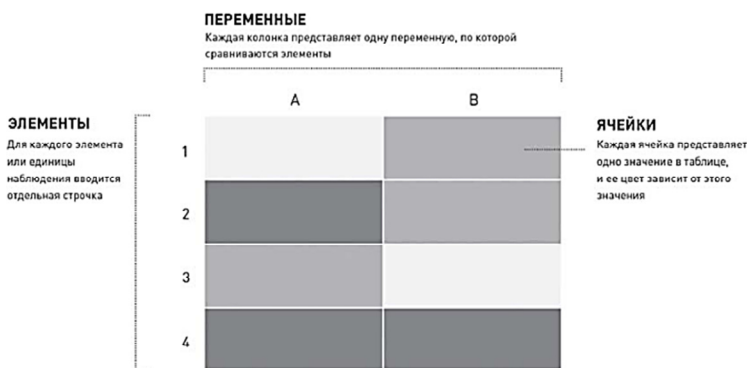 ПЕРЕМЕННЫЕ
Каждая колонка представляет одну переменную, по которой
сравниваются элементы
A
B
ЭЛЕМЕНТЫ
Для каждого элемента
или единицы
наблюдения вводится
отдельная строчка
1
2
3
4
ЯЧЕЙКИ
Каждая ячейка представляет
одно значение в таблице,
и ее цвет зависит от этого
значения